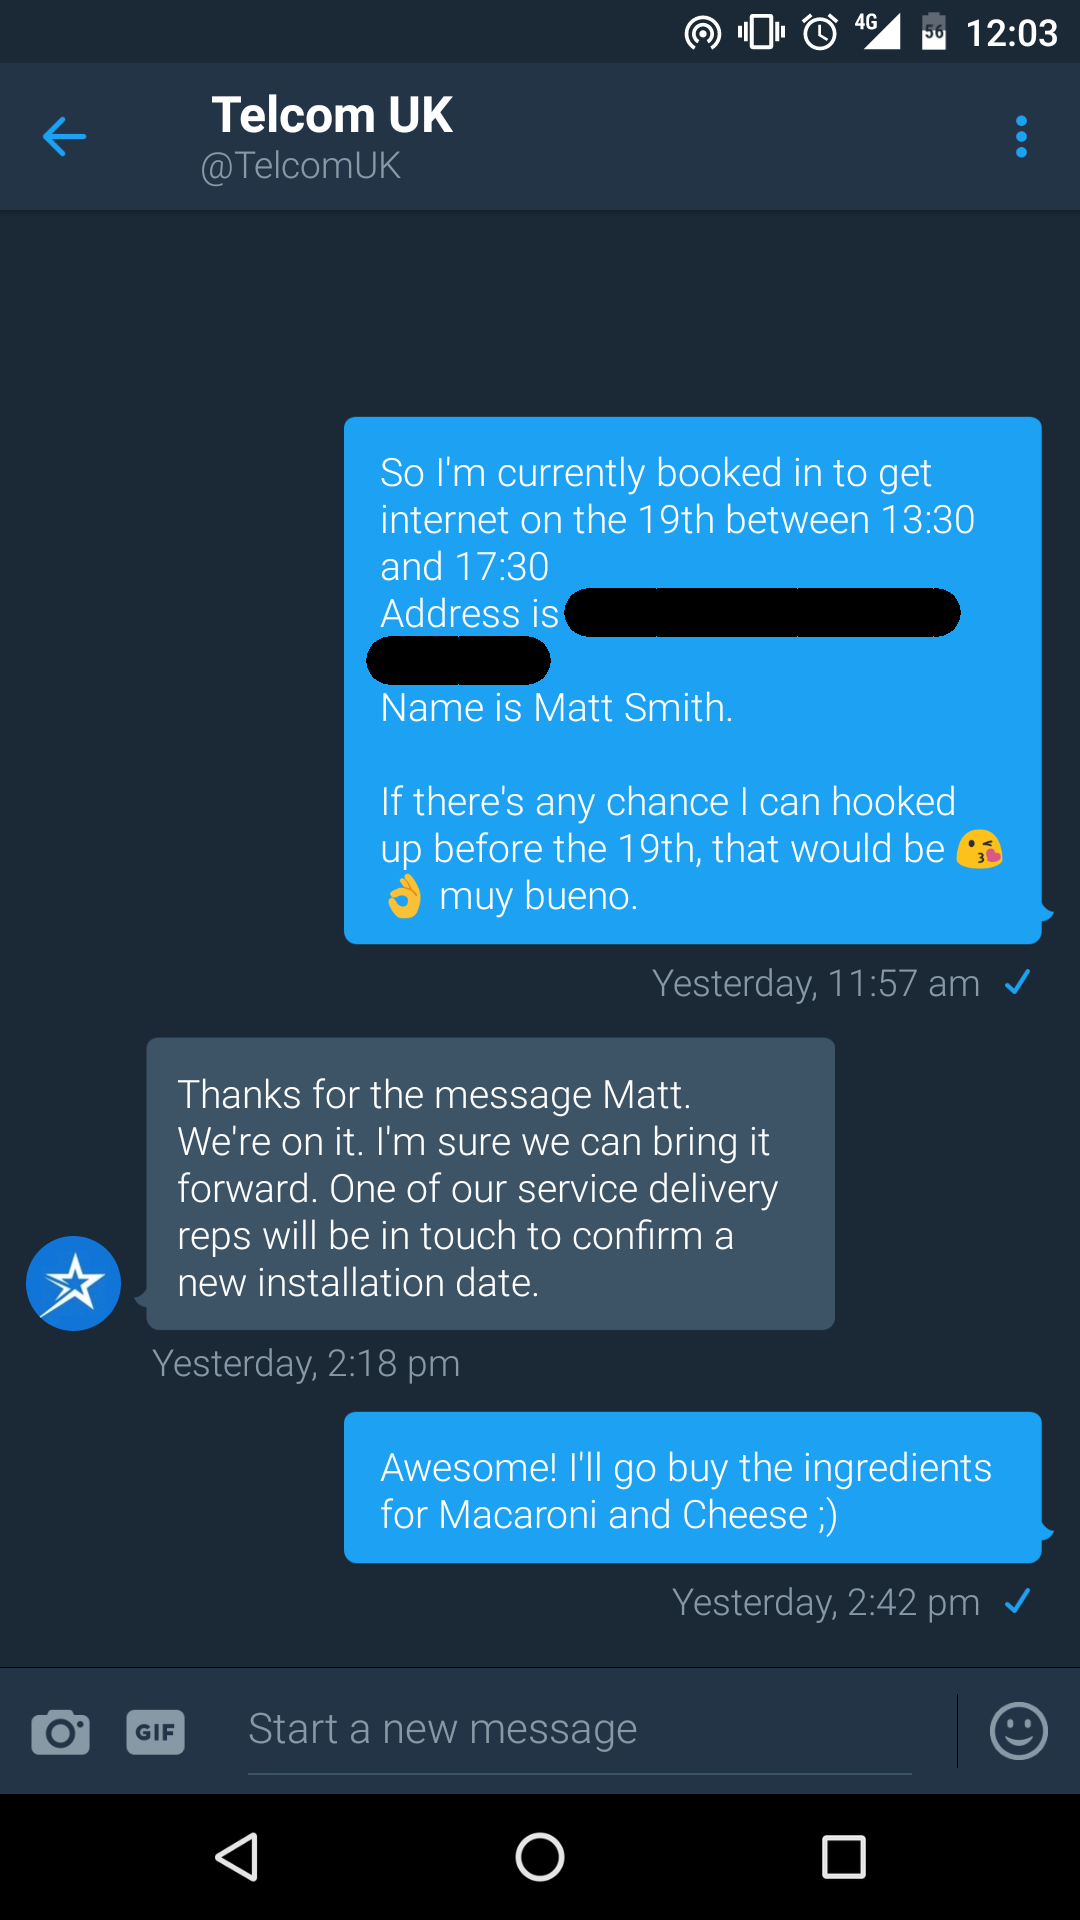 4G 56 12:03
Telcom UK
@TelcomUK
So I'm currently booked in to get
internet on the 19th between 13:30
and 17:30
Address is
Name is Matt Smith.
If there's any chance I can hooked
up before the 19th, that would be 😘
👌 muy bueno.
Yesterday, 11:57 am ✓
Thanks for the message Matt.
We're on it. I'm sure we can bring it
forward. One of our service delivery
reps will be in touch to confirm a
new installation date.
Yesterday, 2:18 pm
Awesome! I'll go buy the ingredients
for Macaroni and Cheese ;)
Yesterday, 2:42 pm ✓
GIF Start a new message